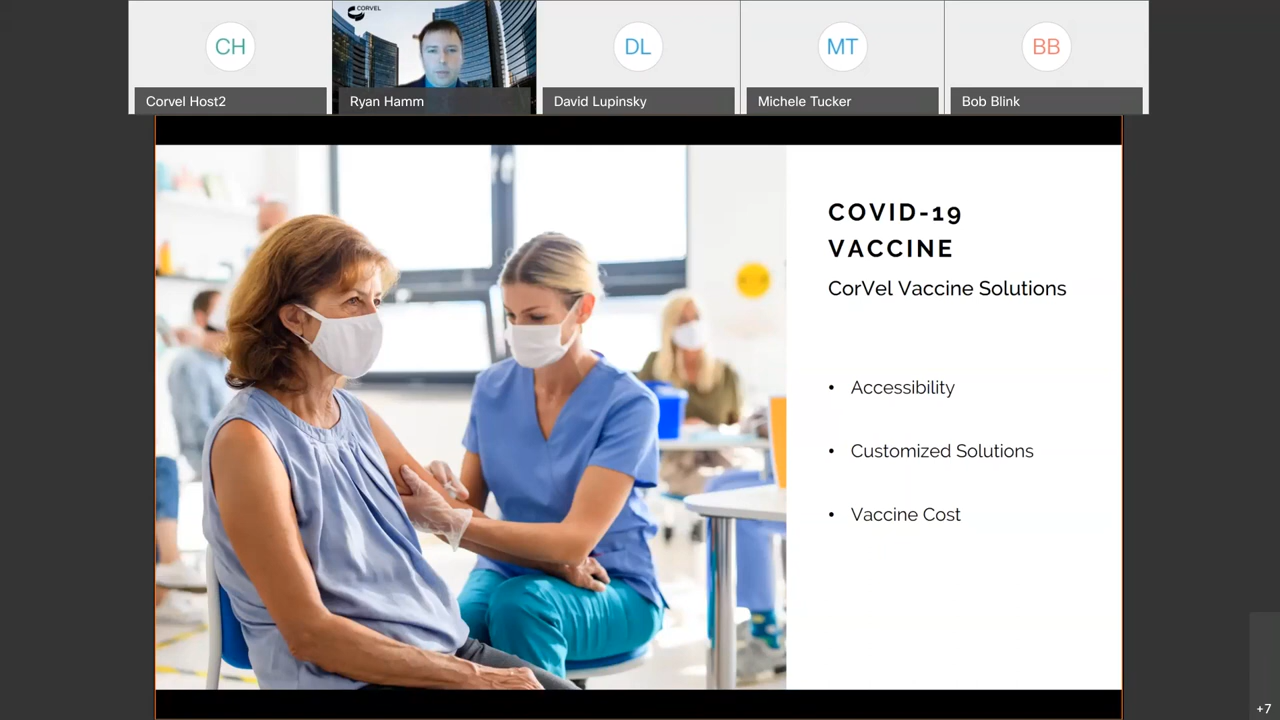 CH
CORVEL
DL
MT
BB
Corvel Host2
Ryan Hamm
David Lupinsky
Michele Tucker
Bob Blink
COVID-19
VACCINE
CorVel Vaccine Solutions
• Accessibility
• Customized Solutions
• Vaccine Cost
+7